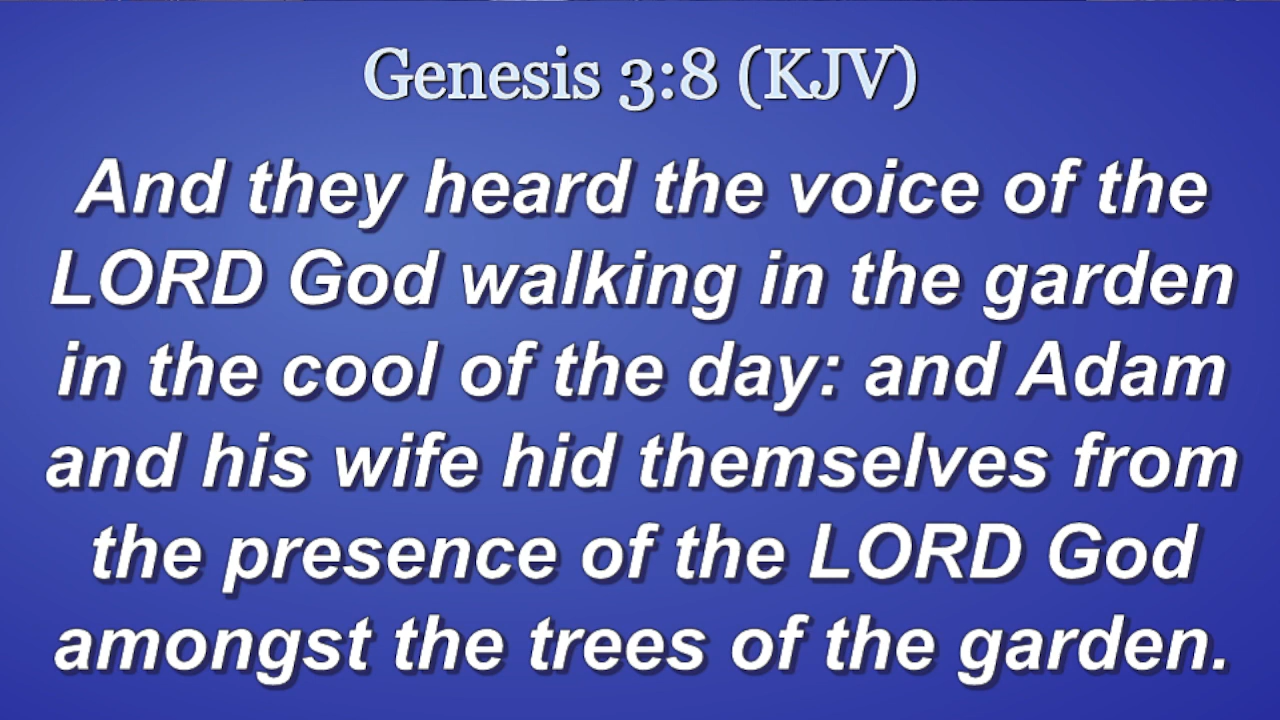 Genesis 3:8 (KJV)
And they heard the voice of the
LORD God walking in the garden
in the cool of the day: and Adam
and his wife hid themselves from
the presence of the LORD God
amongst the trees of the garden.